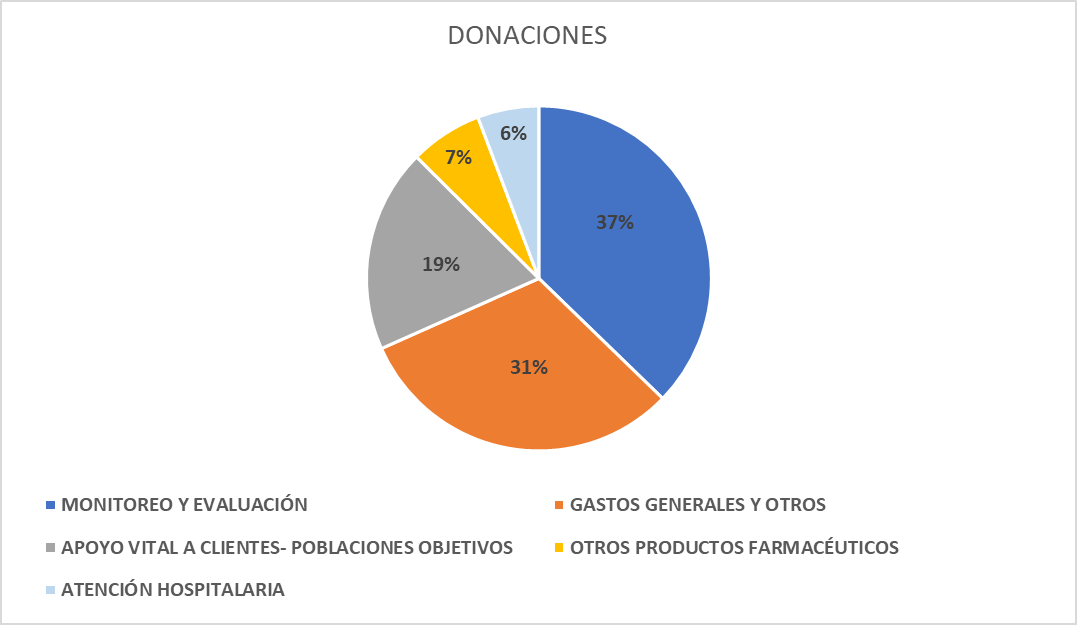 DONACIONES
6%
7%
37%
19%
31%
MONITOREO Y EVALUACIÓN
GASTOS GENERALES Y OTROS
APOYO VITAL A CLIENTES- POBLACIONES OBJETIVOS
OTROS PRODUCTOS FARMACÉUTICOS
ATENCIÓN HOSPITALARIA